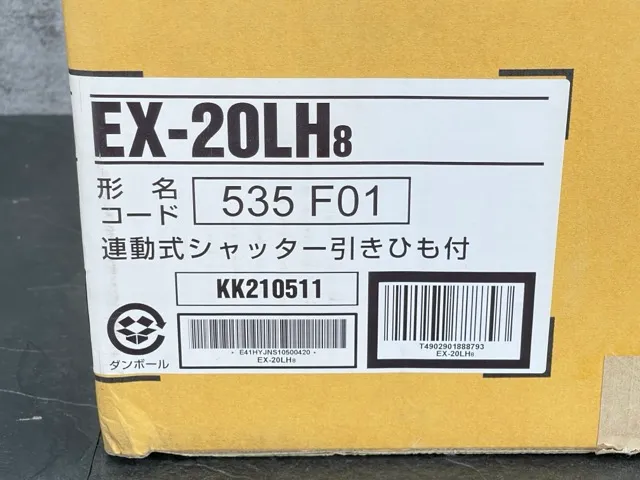 EX-20LH8
形名
コード
535 F01
連動式シャッター引きひも付
KK210511
E41HYJNS10500420
EX-20LH8
T4902901888793
EX-20LH8
ダンボール